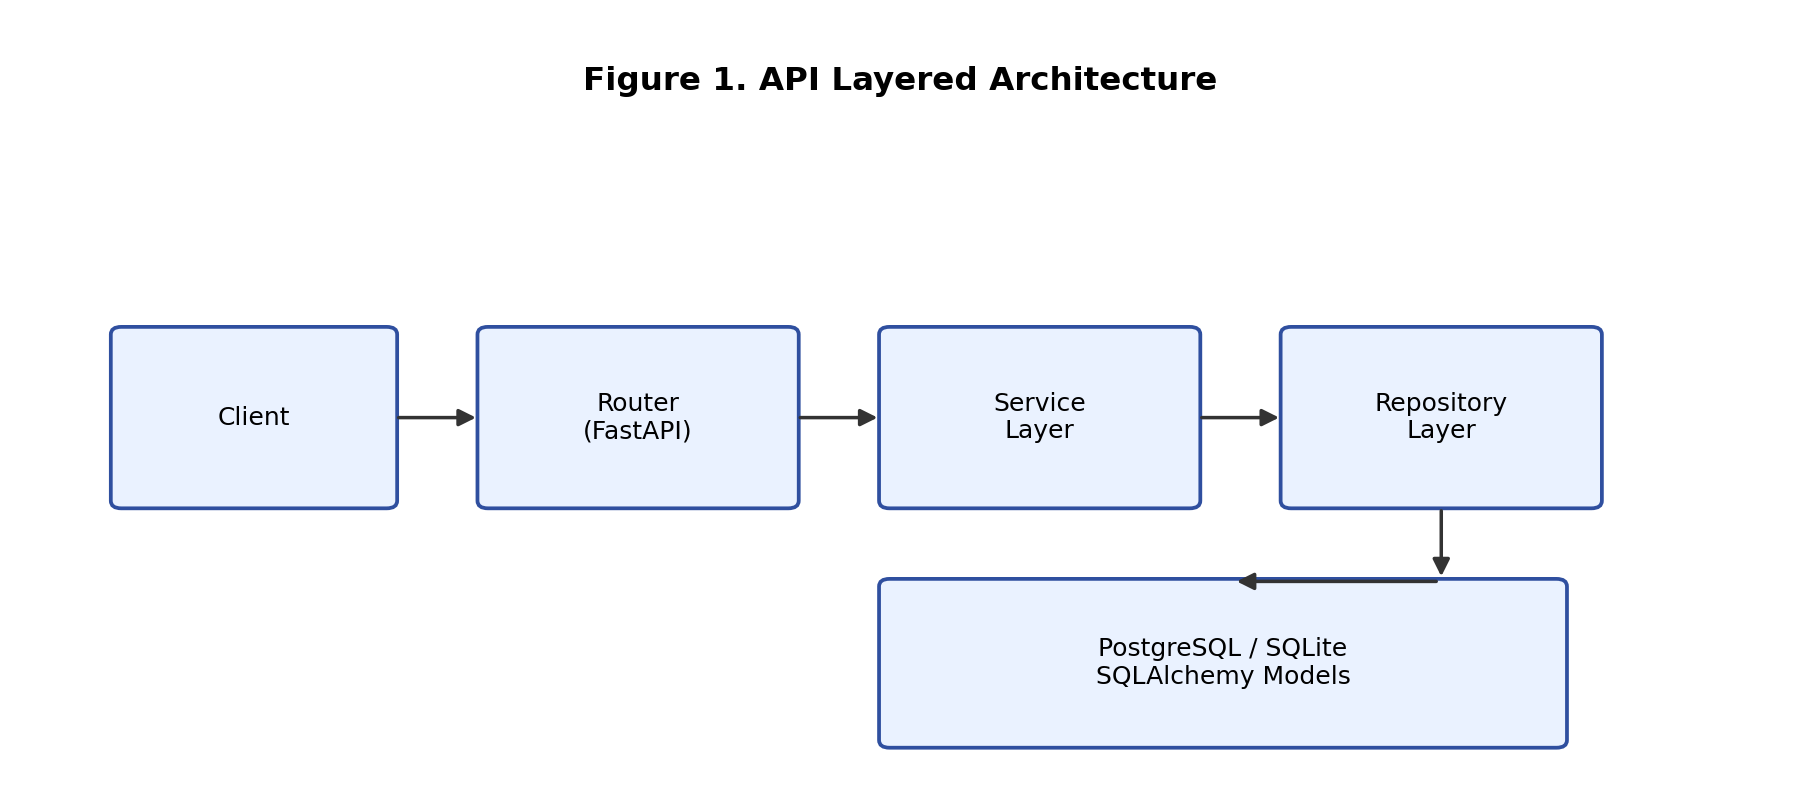 Figure 1. API Layered Architecture
Client
Router
(FastAPI)
Service
Layer
Repository
Layer
PostgreSQL / SQLite
SQLAlchemy Models